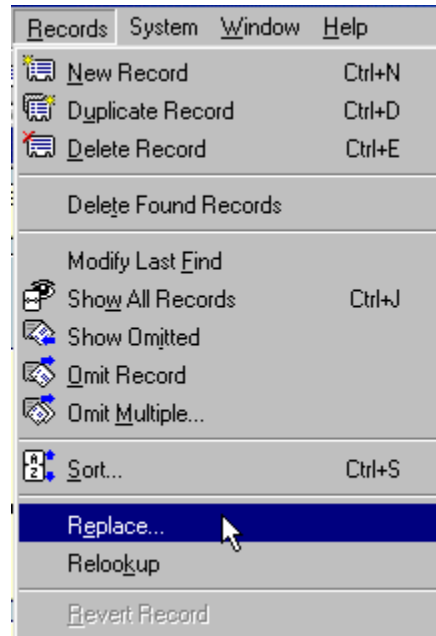 Records System Window Help
New Record Ctrl+N
Duplicate Record Ctrl+D
Delete Record Ctrl+E
Delete Found Records
Modify Last Find
Show All Records Ctrl+J
Show Omitted
Omit Record
Omit Multiple...
Sort... Ctrl+S
Replace...
Relookup
Revert Record